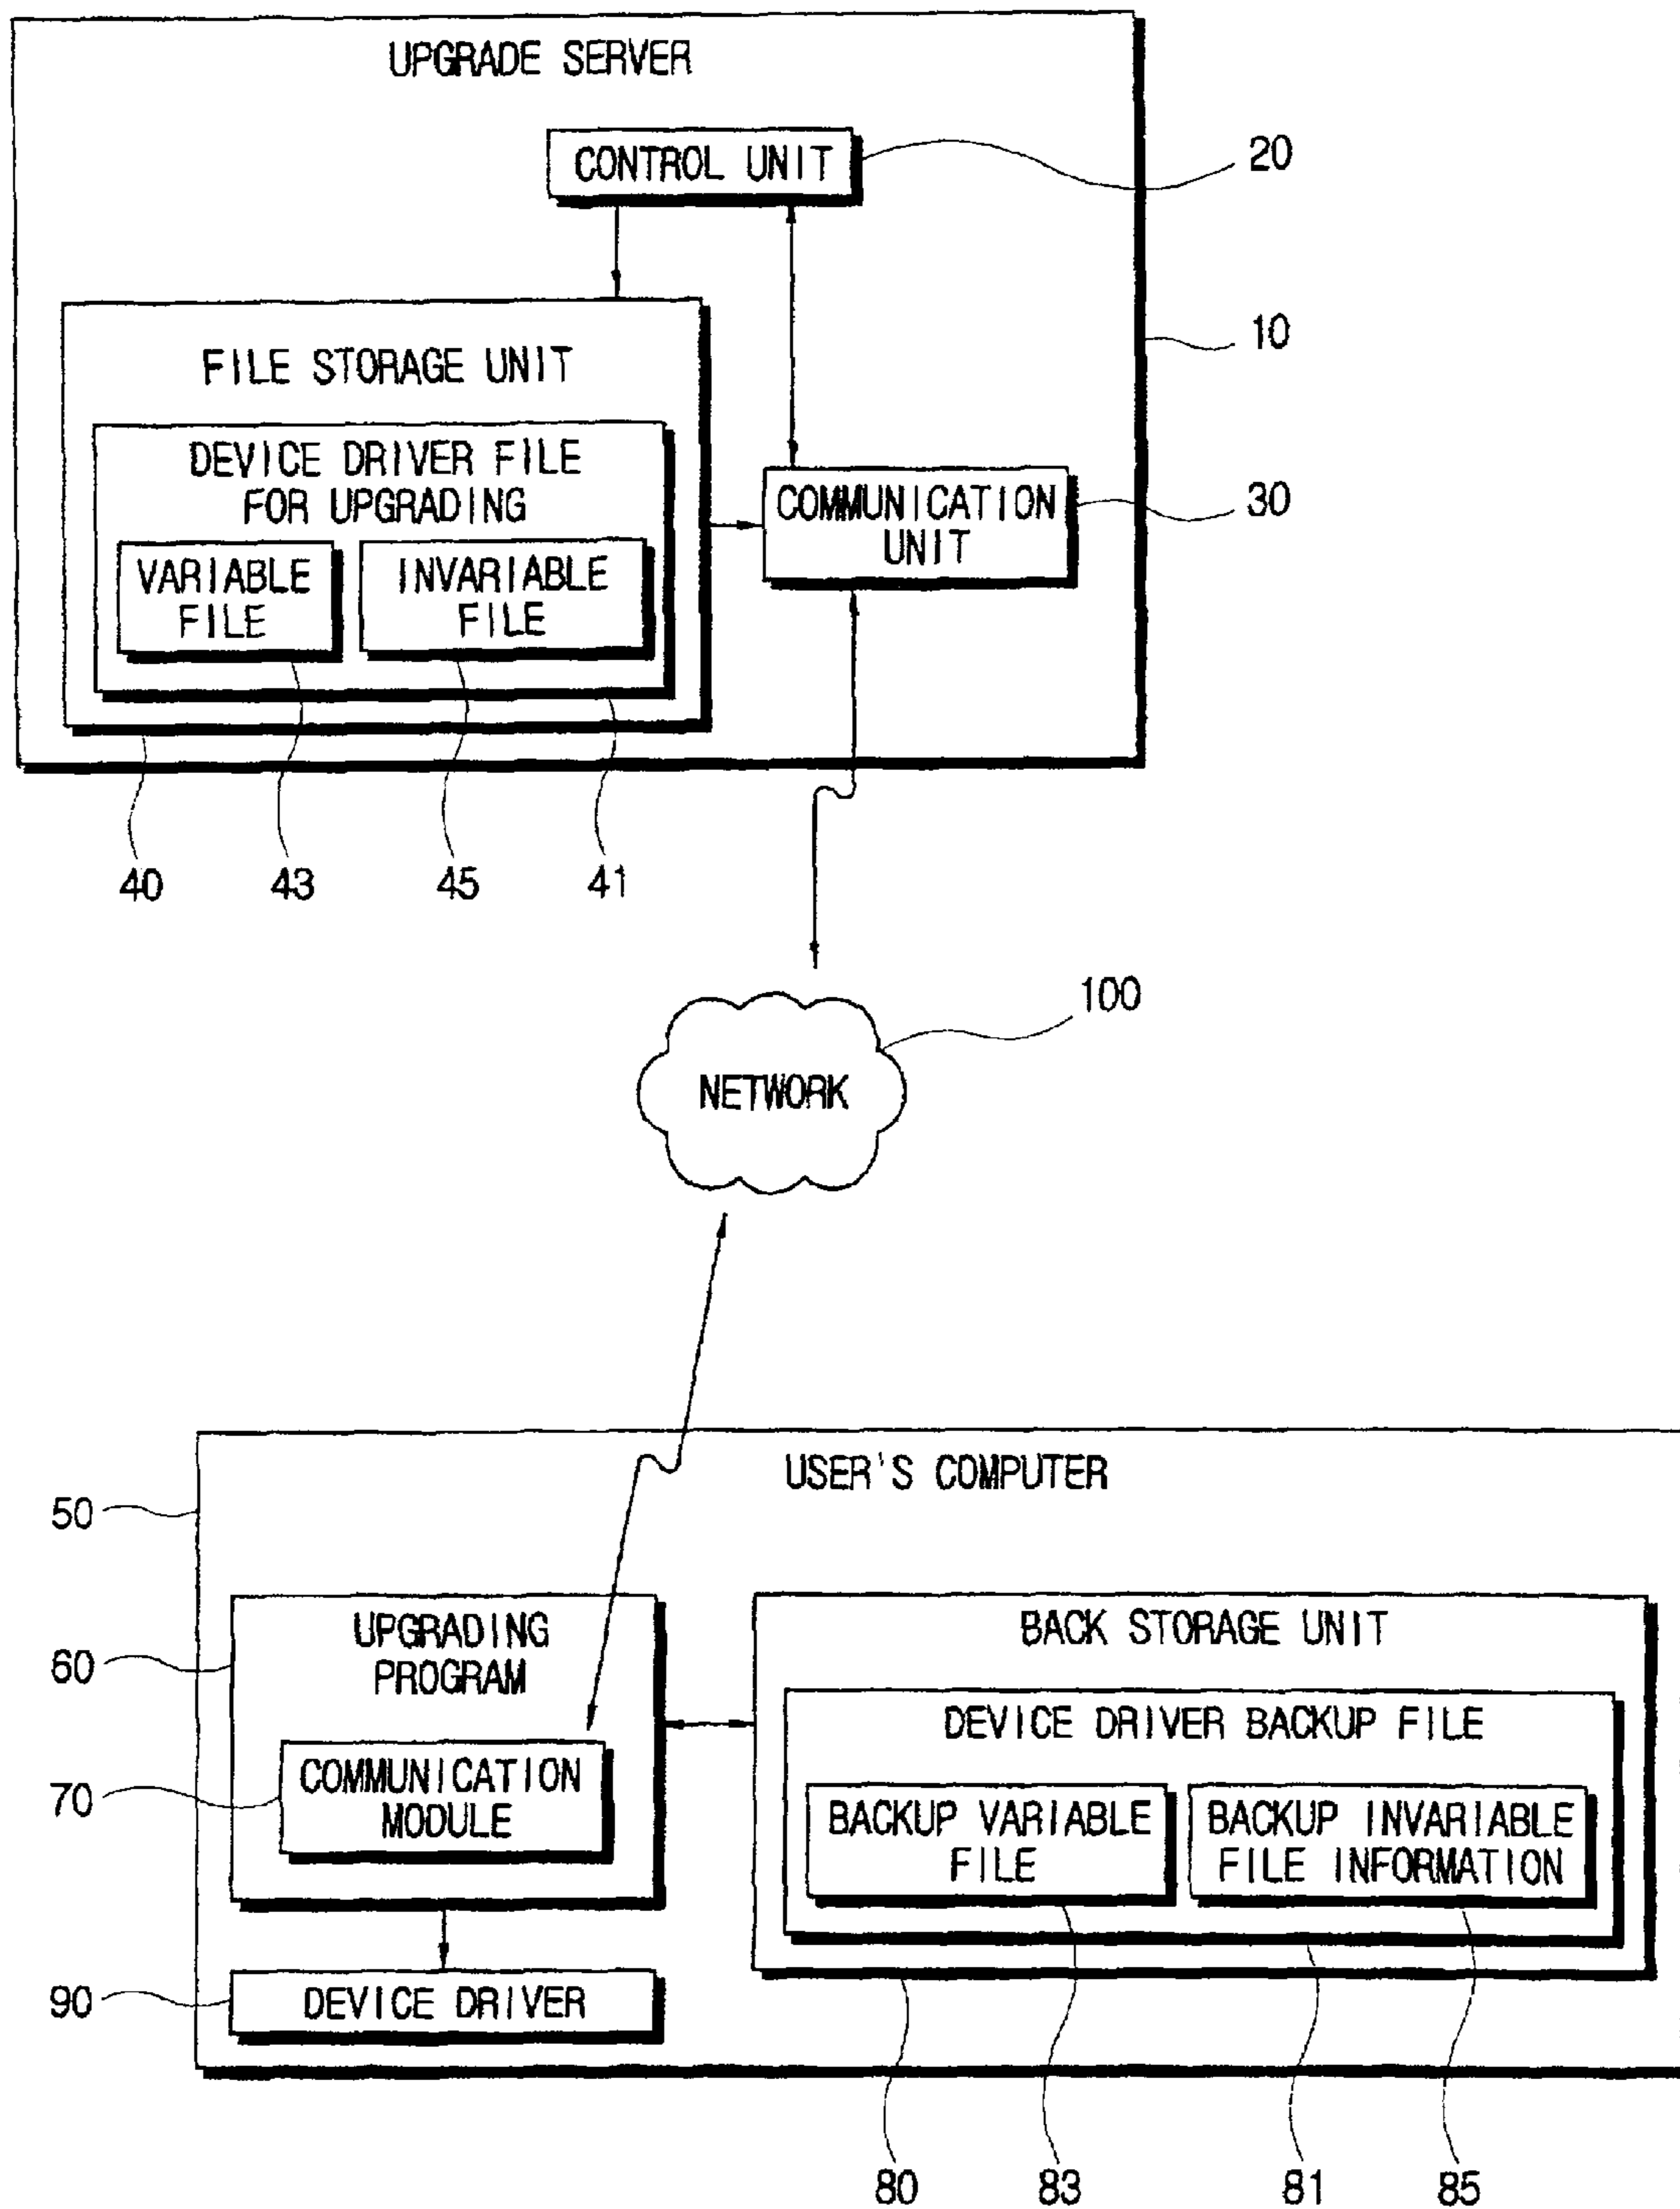 UPGRADE SERVER
CONTROL UNIT
20
10
FILE STORAGE UNIT
DEVICE DRIVER FILE
FOR UPGRADING
VARIABLE
FILE
INVARIABLE
FILE
COMMUNICATION
UNIT
30
40
43
45
41
100
NETWORK
USER'S COMPUTER
50
UPGRADING
PROGRAM
60
COMMUNICATION
MODULE
70
BACK STORAGE UNIT
DEVICE DRIVER BACKUP FILE
BACKUP VARIABLE
FILE
BACKUP INVARIABLE
FILE INFORMATION
90
DEVICE DRIVER
80
83
81
85